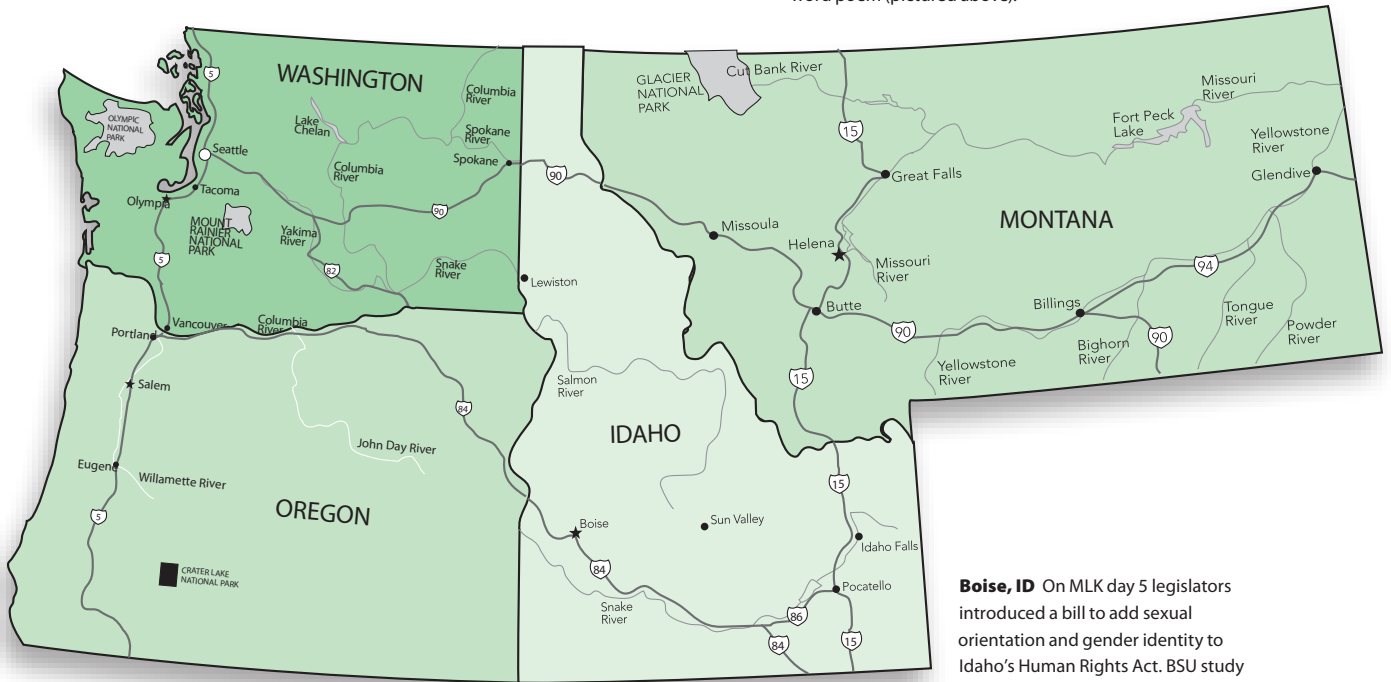 word poem (pictured above).
WASHINGTON
OLYMPIC
NATIONAL
PARK
5
Lake
Chelan
Columbia
River
Spokane
River
Spokane
Seattle
Columbia
River
Tacoma
Olympia
MOUNT
RAINIER
NATIONAL
PARK
90
Yakima
River
82
Snake
River
5
Vancouver
Columbia
River
GLACIER
NATIONAL
PARK
Cut Bank River
15
Missouri
River
Fort Peck
Lake
Yellowstone
River
Glendive
90
Great Falls
MONTANA
Missoula
Helena
Missouri
River
Butte
90
Billings
94
90
Yellowstone
River
Bighorn
River
Tongue
River
Powder
River
15
Lewiston
Salmon
River
IDAHO
Boise
Sun Valley
15
Idaho Falls
84
Snake
River
86
Pocatello
84
15
Portland
Salem
84
John Day River
Eugene
Willamette River
OREGON
5
CRATER LAKE
NATIONAL PARK
Boise, ID On MLK day 5 legislators
introduced a bill to add sexual
orientation and gender identity to
Idaho's Human Rights Act. BSU study